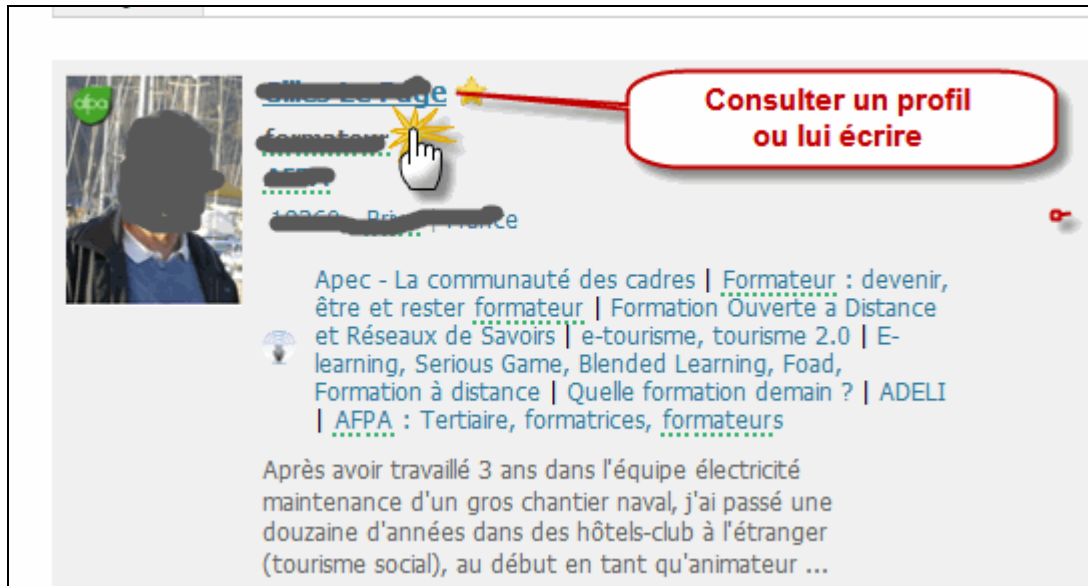 afpa
Consulter un profil
ou lui écrire
Apec - La communauté des cadres | Formateur : devenir,
être et rester formateur | Formation Ouverte a Distance
et Réseaux de Savoirs | e-tourisme, tourisme 2.0 | E-
learning, Serious Game, Blended Learning, Foad,
Formation à distance | Quelle formation demain ? | ADELI
| AFPA : Tertiaire, formatrices, formateurs
Après avoir travaillé 3 ans dans l'équipe électricité
maintenance d'un gros chantier naval, j'ai passé une
douzaine d'années dans des hôtels-club à l'étranger
(tourisme social), au début en tant qu'animateur ...